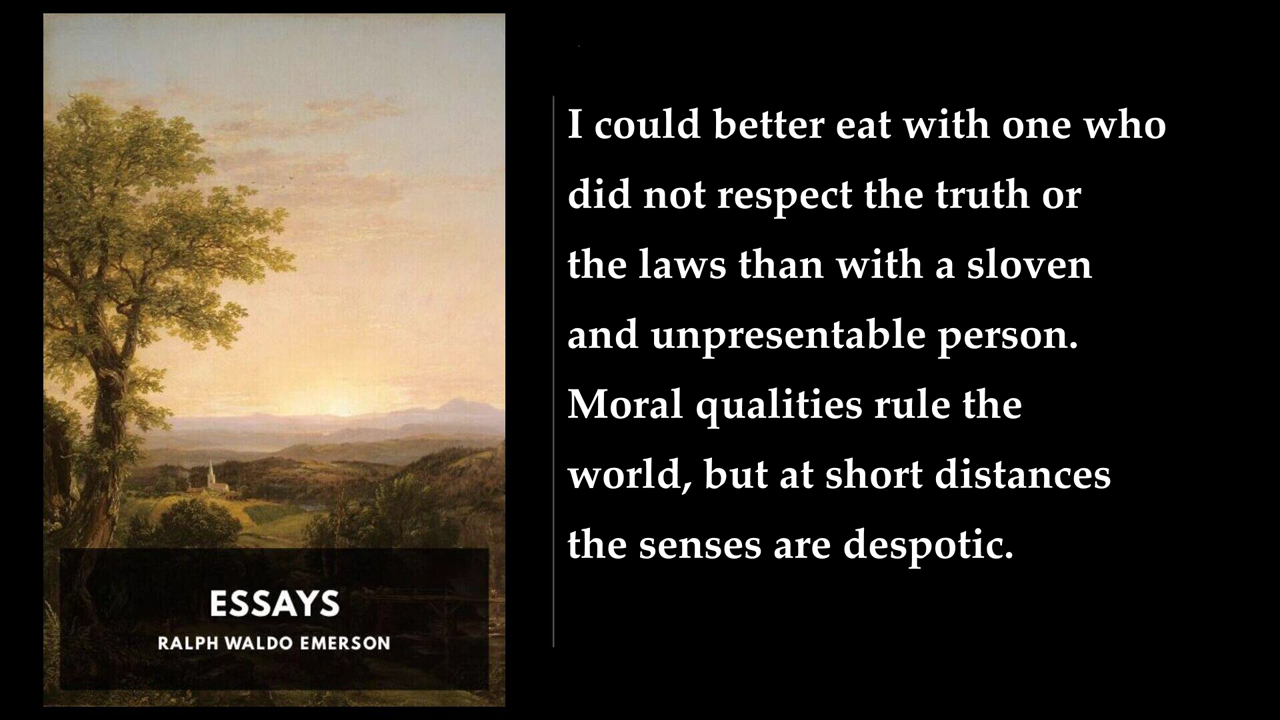 ESSAYS
RALPH WALDO EMERSON
I could better eat with one who
did not respect the truth or
the laws than with a sloven
and unpresentable person.
Moral qualities rule the
world, but at short distances
the senses are despotic.